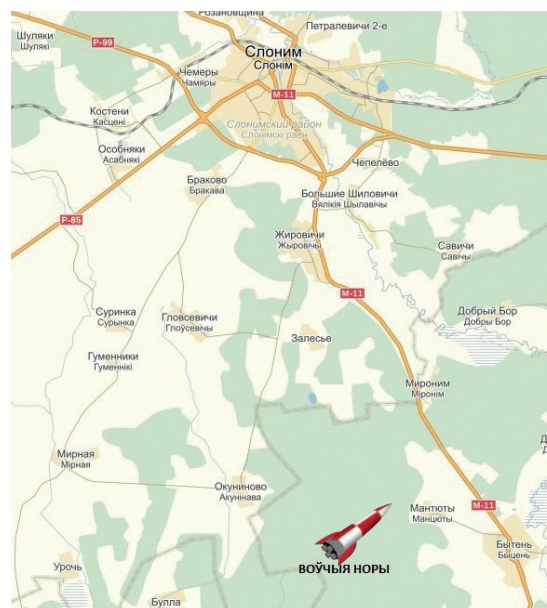 Розановщина
Петралевичи 2-е
Шуляки
Шулякі
Р-99
Слоним
Слонім
Чемеры
Чамяры
М-11
Костени
Касцені
Слонимский район
Слонімскі раён
Особняки
Асабнякі
Чепелёво
Браково
Бракава
Большие Шиловичи
Вялікія Шылавічы
Р-85
Жировичи
Жыровічы
Савичи
Савічы
М-11
Суринка
Сурынка
Гловсевичи
Глоўсевічы
Добрый Бор
Добры Бор
Залесье
Гуменники
Гуменнікі
Мироним
Міронім
Мирная
Мірная
Окуниново
Акунінава
М-11
Мантюты
Манцюты
Бытень
Быцень
ВОЎЧЫЯ НОРЫ
Урочь
Булла